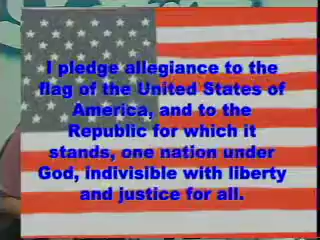 I pledge allegiance to the
flag of the United States of
America, and to the
Republic for which it
stands, one nation under
God, indivisible with liberty
and justice for all.